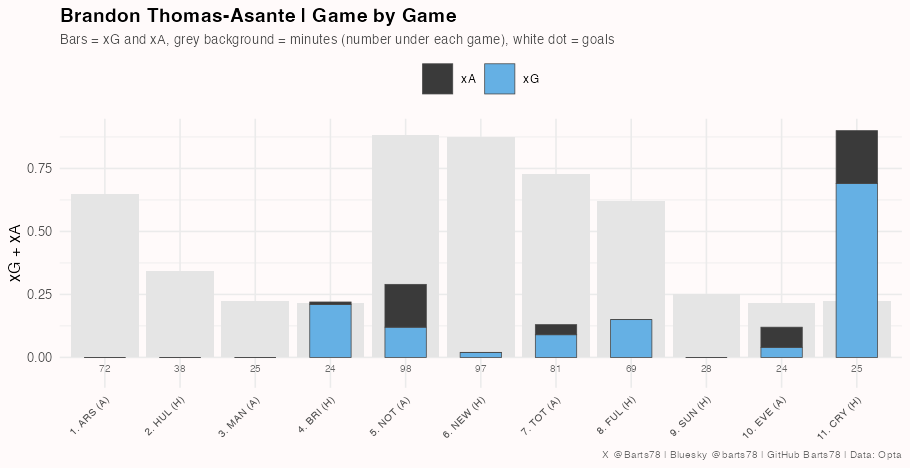 Brandon Thomas-Asante | Game by Game
Bars = xG and xA, grey background = minutes (number under each game), white dot = goals
xA xG
xG + xA
0.75
0.50
0.25
0.00
72 38 25 24 98 97 81 69 28 24 25
1. ARS (A) 2. HUL (H) 3. MAN (A) 4. BRI (H) 5. NOT (A) 6. NEW (H) 7. TOT (A) 8. FUL (H) 9. SUN (H) 10. EVE (A) 11. CRY (H)
X @Barts78 | Bluesky @barts78 | GitHub Barts78 | Data: Opta